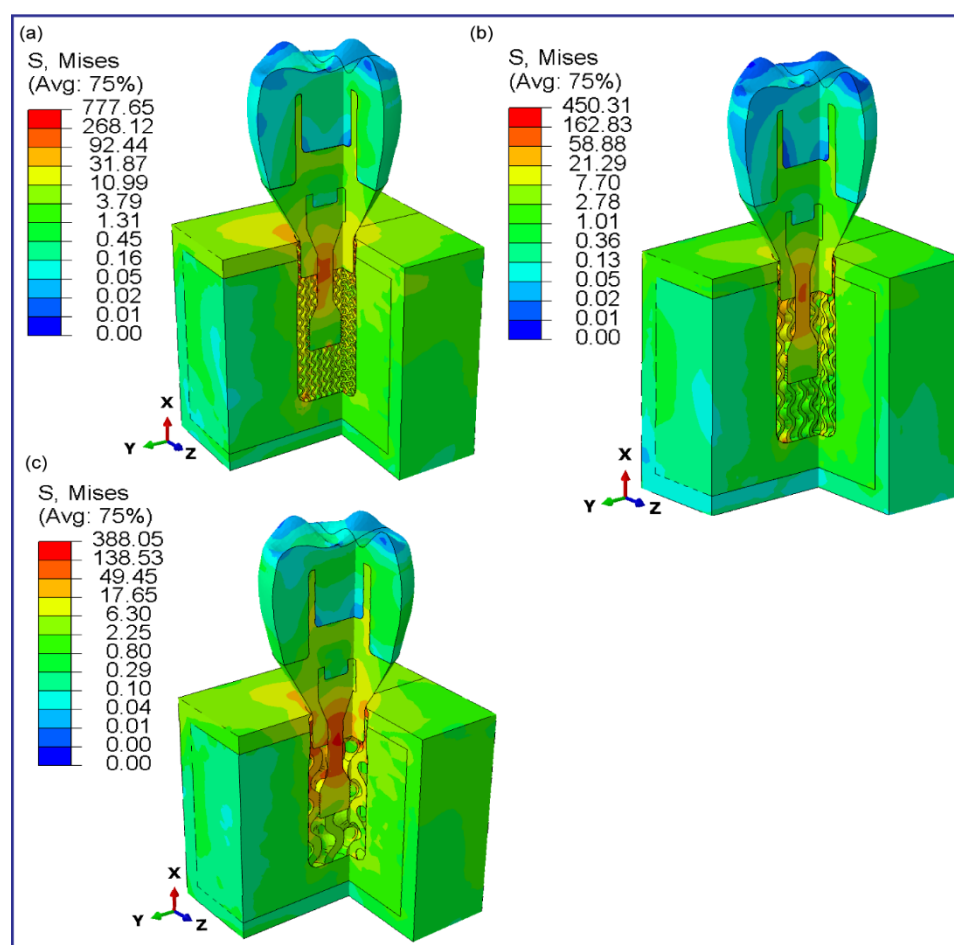 (a)
S, Mises
(Avg: 75%)
777.65
268.12
92.44
31.87
10.99
3.79
1.31
0.45
0.16
0.05
0.02
0.01
0.00
X
Y
Z
(b)
S, Mises
(Avg: 75%)
450.31
162.83
58.88
21.29
7.70
2.78
1.01
0.36
0.13
0.05
0.02
0.01
0.00
X
Y
Z
(c)
S, Mises
(Avg: 75%)
388.05
138.53
49.45
17.65
6.30
2.25
0.80
0.29
0.10
0.04
0.01
0.00
0.00
X
Y
Z